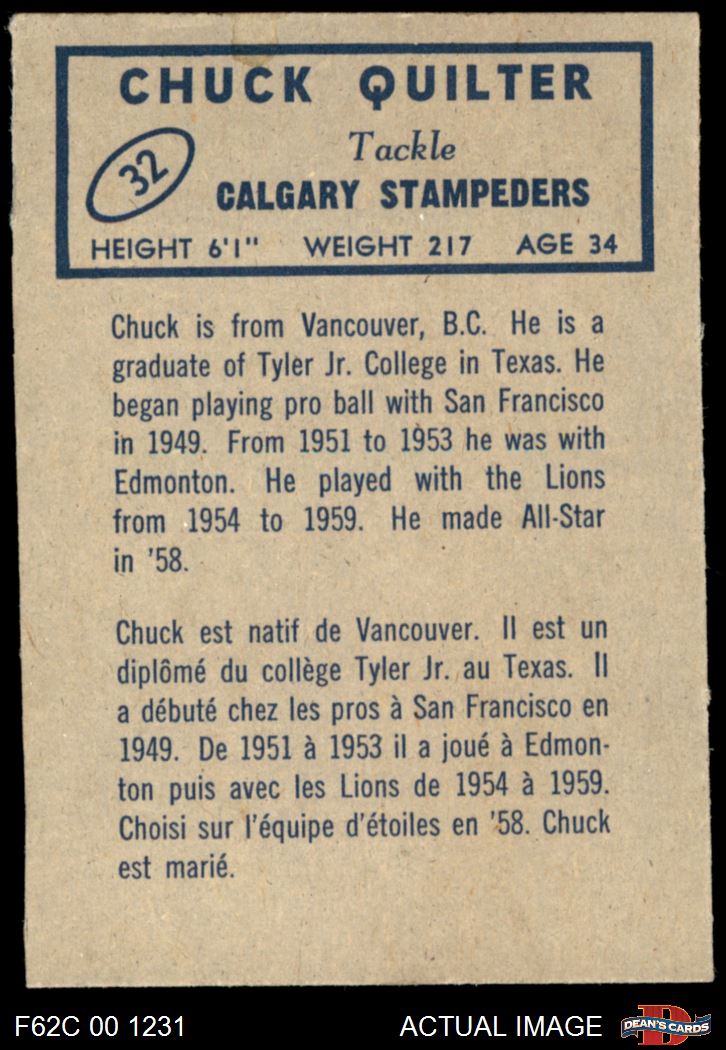 CHUCK QUILTER
Tackle
32
CALGARY STAMPEDERS
HEIGHT 6'1" WEIGHT 217 AGE 34
Chuck is from Vancouver, B.C. He is a
graduate of Tyler Jr. College in Texas. He
began playing pro ball with San Francisco
in 1949. From 1951 to 1953 he was with
Edmonton. He played with the Lions
from 1954 to 1959. He made All-Star
in '58.
Chuck est natif de Vancouver. Il est un
diplômé du collège Tyler Jr. au Texas. Il
a débuté chez les pros à San Francisco en
1949. De 1951 à 1953 il a joué à Edmon-
ton puis avec les Lions de 1954 à 1959.
Choisi sur l'équipe d'étoiles en '58. Chuck
est marié.
F62C 00 1231 ACTUAL IMAGE
D
DEAN'S CARDS